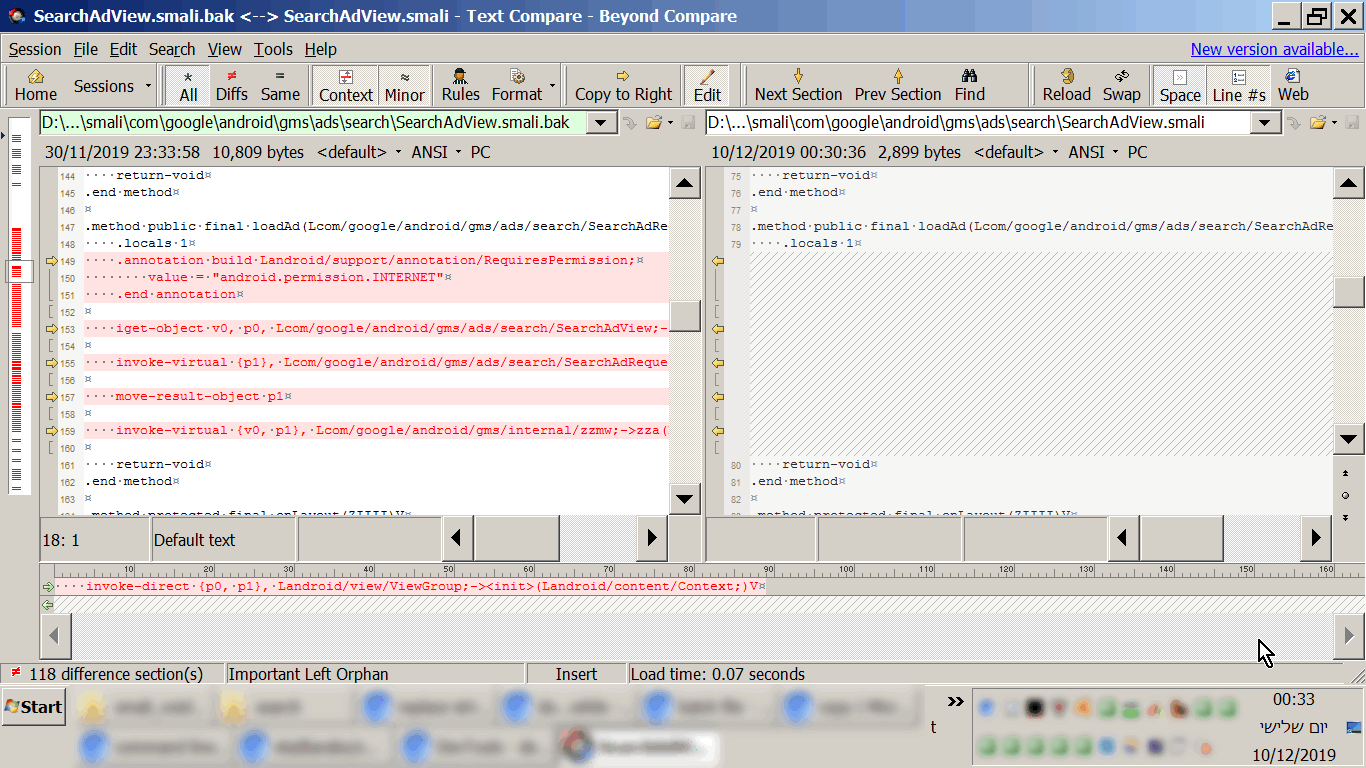 SearchAdView.smali.bak <--> SearchAdView.smali - Text Compare - Beyond Compare
Session File Edit Search View Tools Help New version available...
Home Sessions All Diffs Same Context Minor Rules Format Copy to Right Edit Next Section Prev Section Find Reload Swap Space Line #s Web
D:\...\smali\com\google\android\gms\ads\search\SearchAdView.smali.bak
30/11/2019 23:33:58 10,809 bytes <default> ANSI PC
144 ····return-void¤
145 .end·method¤
146 ¤
147 .method·public·final·loadAd(Lcom/google/android/gms/ads/search/SearchAdRe
148 ····.locals·1¤
149 ····.annotation·build·Landroid/support/annotation/RequiresPermission;¤
150 ········value·=·"android.permission.INTERNET"¤
151 ····.end·annotation¤
152 ¤
153 ····iget-object·v0,·p0,·Lcom/google/android/gms/ads/search/SearchAdView;-
154 ¤
155 ····invoke-virtual·{p1},·Lcom/google/android/gms/ads/search/SearchAdReque
156 ¤
157 ····move-result-object·p1¤
158 ¤
159 ····invoke-virtual·{v0,·p1},·Lcom/google/android/gms/internal/zzmw;->zza(
160 ¤
161 ····return-void¤
162 .end·method¤
163 ¤
.method·protected·final·onLayout(ZIIII)V¤
18: 1 Default text
D:\...\smali\com\google\android\gms\ads\search\SearchAdView.smali
10/12/2019 00:30:36 2,899 bytes <default> ANSI PC
75 ····return-void¤
76 .end·method¤
77 ¤
78 .method·public·final·loadAd(Lcom/google/android/gms/ads/search/SearchAdRe
79 ····.locals·1¤
80 ····return-void¤
81 .end·method¤
82 ¤
.method·protected·final·onLayout(ZIIII)V¤
10 20 30 40 50 60 70 80 90 100 110 120 130 140 150 160
····invoke-direct·{p0,·p1},·Landroid/view/ViewGroup;-><init>(Landroid/content/Context;)V¤
118 difference section(s) Important Left Orphan Insert Load time: 0.07 seconds
Start
t
00:33
יום שלישי
10/12/2019